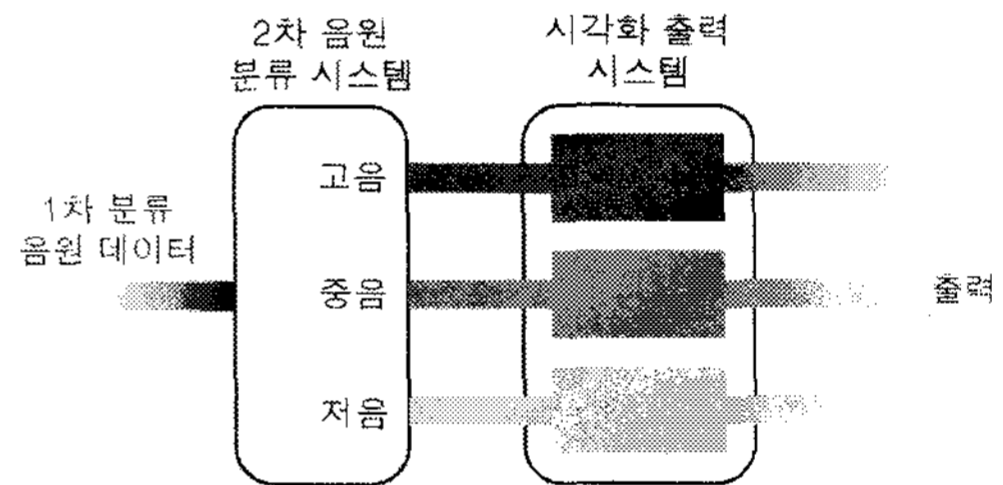 2차 음원
분류 시스템
시각화 출력
시스템
1차 분류
음원 데이터
고음
중음
저음
출력